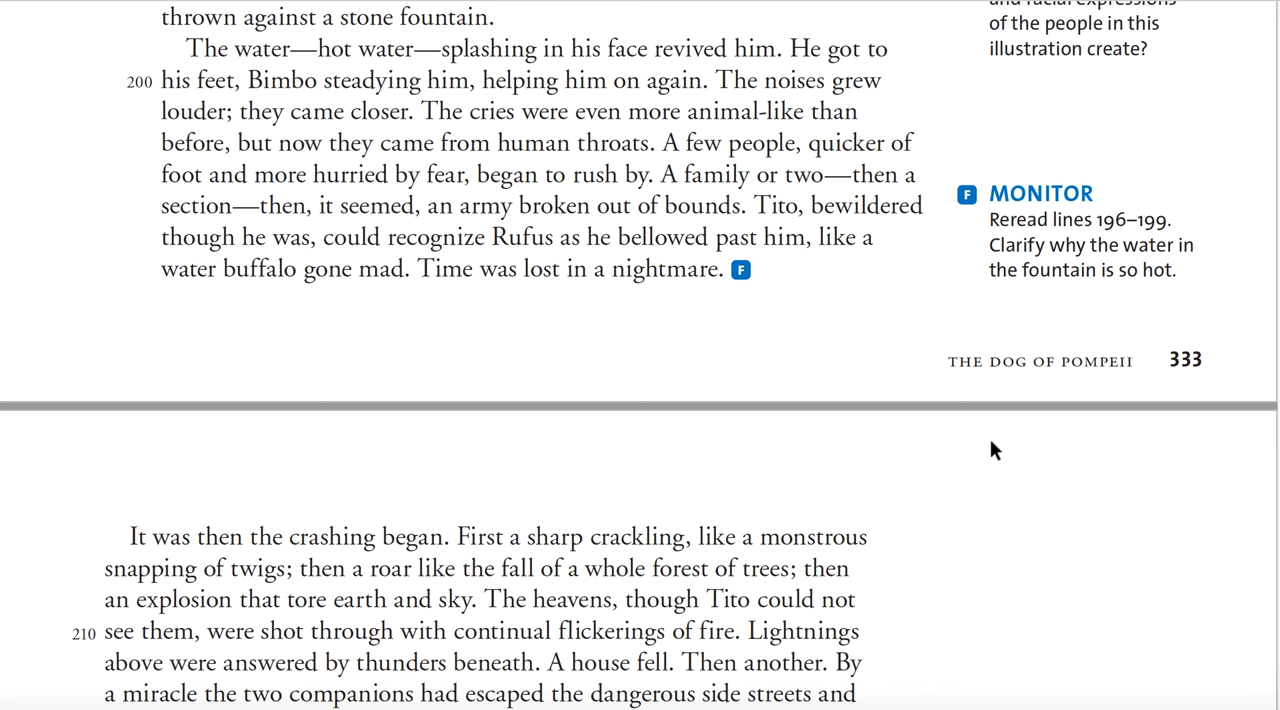 thrown against a stone fountain.
The water—hot water—splashing in his face revived him. He got to
200 his feet, Bimbo steadying him, helping him on again. The noises grew
louder; they came closer. The cries were even more animal-like than
before, but now they came from human throats. A few people, quicker of
foot and more hurried by fear, began to rush by. A family or two—then a
section—then, it seemed, an army broken out of bounds. Tito, bewildered
though he was, could recognize Rufus as he bellowed past him, like a
water buffalo gone mad. Time was lost in a nightmare. F
and facial expressions
of the people in this
illustration create?
F MONITOR
Reread lines 196–199.
Clarify why the water in
the fountain is so hot.
THE DOG OF POMPEII 333
It was then the crashing began. First a sharp crackling, like a monstrous
snapping of twigs; then a roar like the fall of a whole forest of trees; then
an explosion that tore earth and sky. The heavens, though Tito could not
210 see them, were shot through with continual flickerings of fire. Lightnings
above were answered by thunders beneath. A house fell. Then another. By
a miracle the two companions had escaped the dangerous side streets and